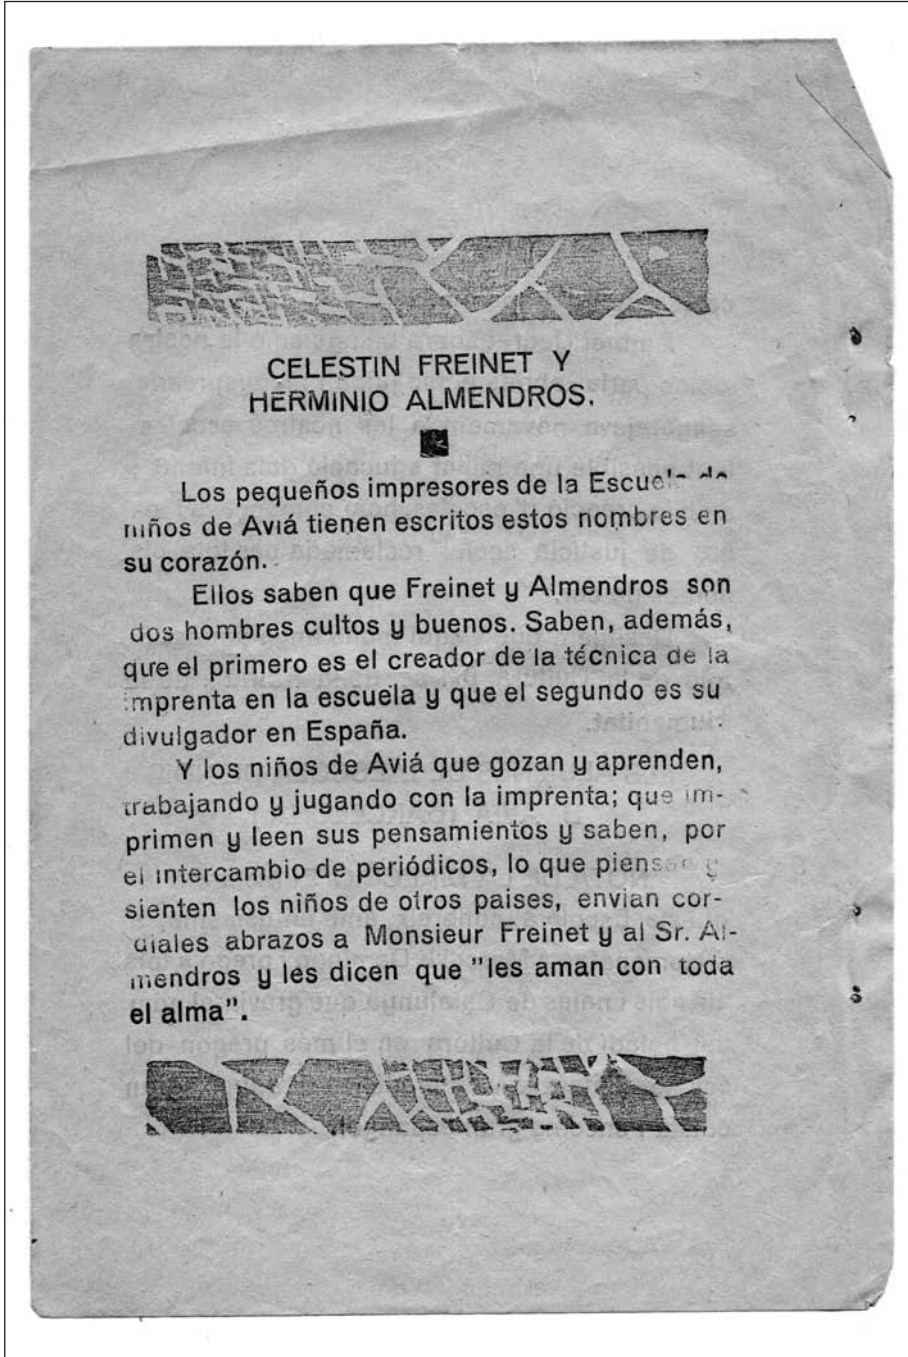 CELESTIN FREINET Y
HERMINIO ALMENDROS.
Los pequeños impresores de la Escuela de
niños de Aviá tienen escritos estos nombres en
su corazón.
Ellos saben que Freinet y Almendros son
dos hombres cultos y buenos. Saben, además,
que el primero es el creador de la técnica de la
imprenta en la escuela y que el segundo es su
divulgador en España.
Y los niños de Aviá que gozan y aprenden,
trabajando y jugando con la imprenta; que im-
primen y leen sus pensamientos y saben, por
el intercambio de periódicos, lo que piensan y
sienten los niños de otros paises, envian cor-
diales abrazos a Monsieur Freinet y al Sr. Al-
mendros y les dicen que "les aman con toda
el alma".